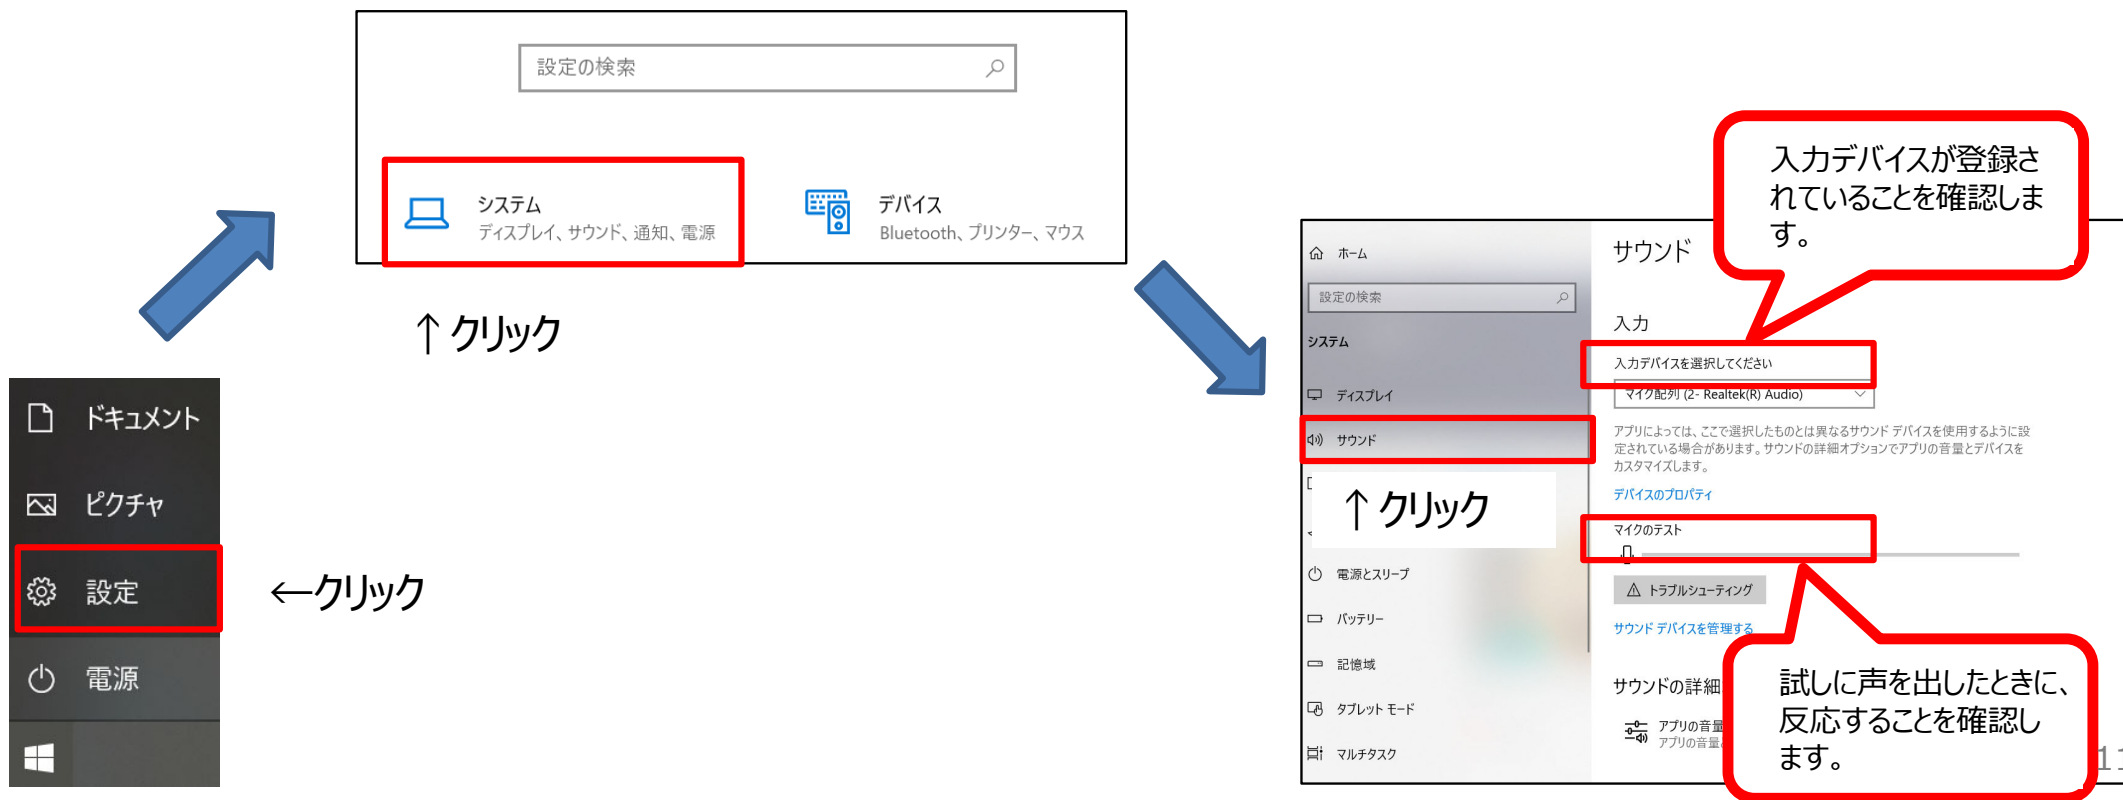 設定の検索
システム
ディスプレイ、サウンド、通知、電源
デバイス
Bluetooth、プリンター、マウス
↑クリック
ドキュメント
ピクチャ
設定
電源
←クリック
ホーム
設定の検索
システム
ディスプレイ
サウンド
↑クリック
電源とスリープ
バッテリー
記憶域
タブレット モード
マルチタスク
サウンド
入力
入力デバイスを選択してください
マイク配列 (2- Realtek(R) Audio)
アプリによっては、ここで選択したものとは異なるサウンド デバイスを使用するように設
定されている場合があります。サウンドの詳細オプションでアプリの音量とデバイスを
カスタマイズします。
デバイスのプロパティ
マイクのテスト
トラブルシューティング
サウンド デバイスを管理する
サウンドの詳細
アプリの音量
アプリの音量
入力デバイスが登録さ
れていることを確認しま
す。
試しに声を出したときに、
反応することを確認し
ます。